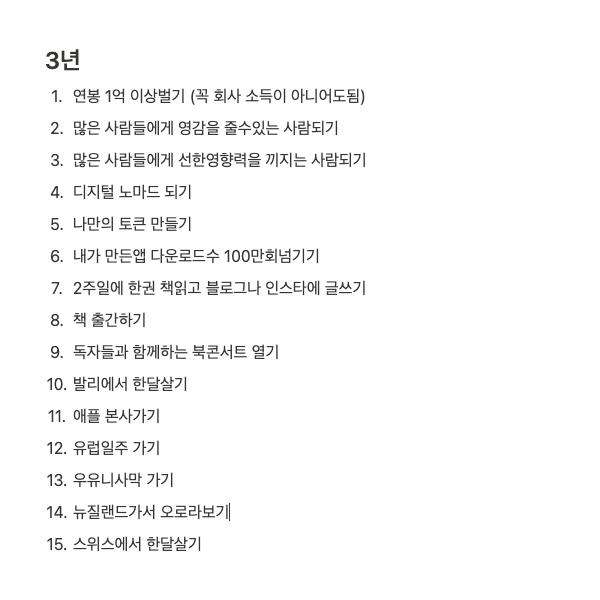 3년
1. 연봉 1억 이상벌기 (꼭 회사 소득이 아니어도됨)
2. 많은 사람들에게 영감을 줄수있는 사람되기
3. 많은 사람들에게 선한영향력을 끼지는 사람되기
4. 디지털 노마드 되기
5. 나만의 토큰 만들기
6. 내가 만든앱 다운로드수 100만회넘기기
7. 2주일에 한권 책읽고 블로그나 인스타에 글쓰기
8. 책 출간하기
9. 독자들과 함께하는 북콘서트 열기
10. 발리에서 한달살기
11. 애플 본사가기
12. 유럽일주 가기
13. 우유니사막 가기
14. 뉴질랜드가서 오로라보기
15. 스위스에서 한달살기